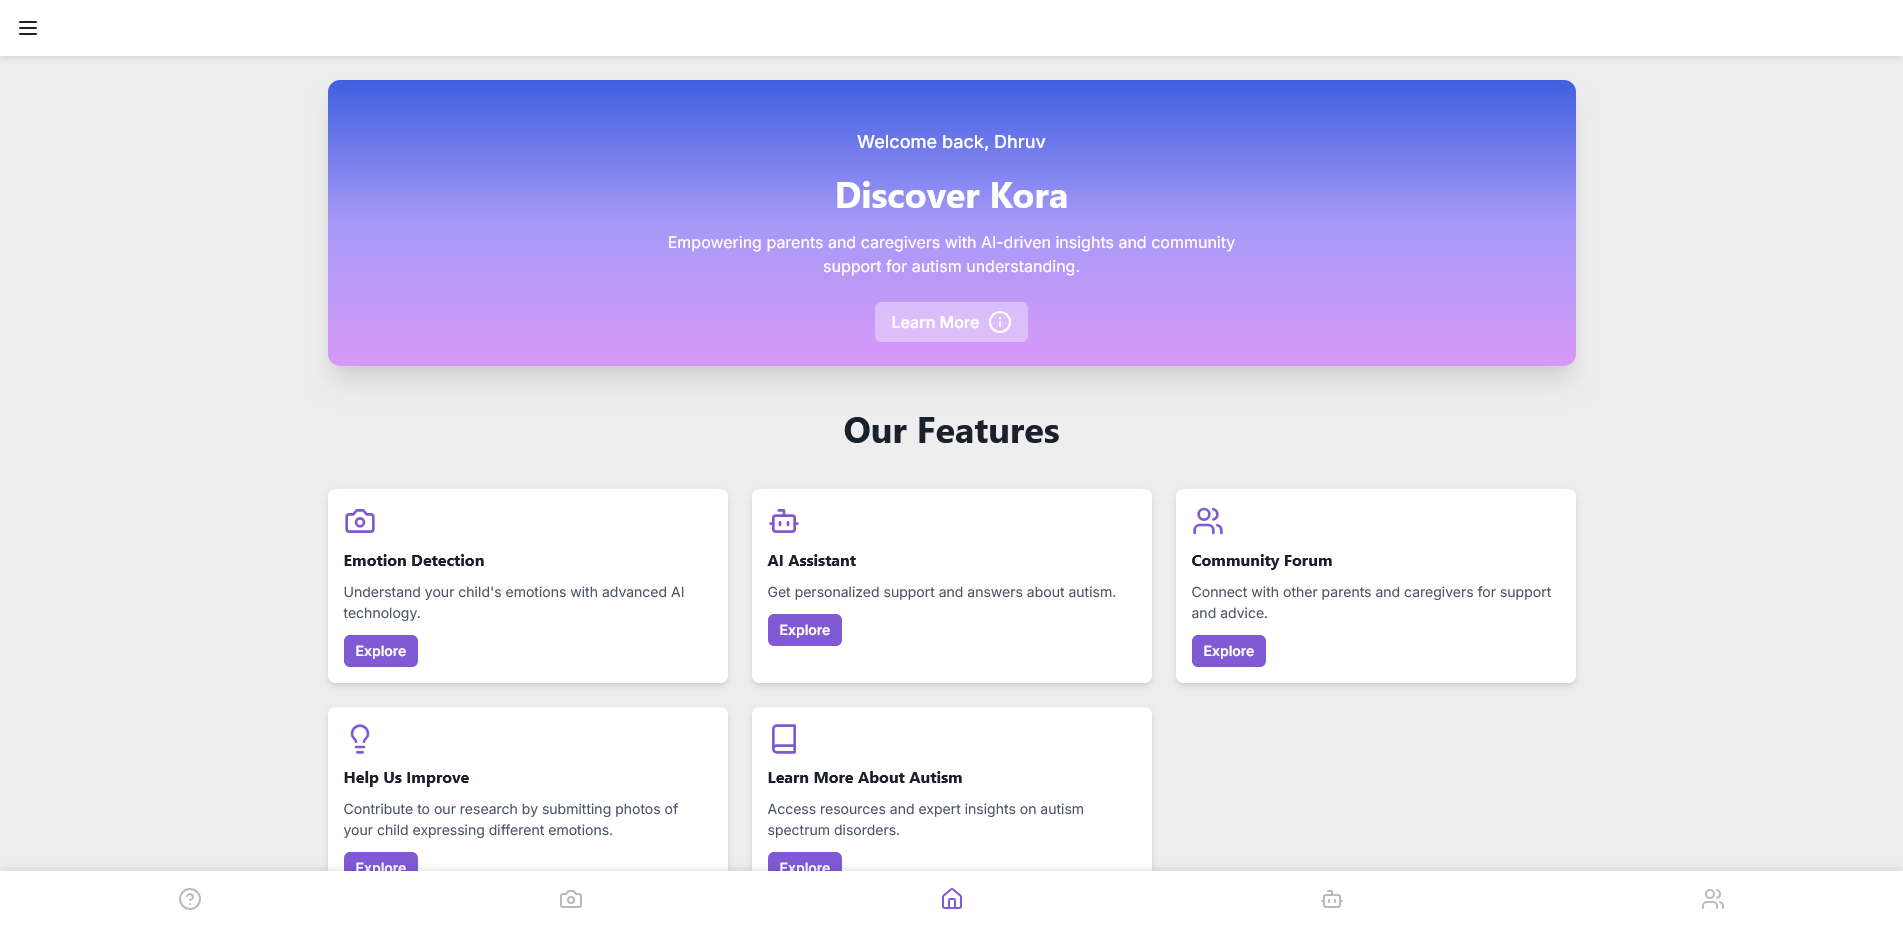 Welcome back, Dhruv
Discover Kora
Empowering parents and caregivers with AI-driven insights and community
support for autism understanding.
Learn More
Our Features
Emotion Detection
Understand your child's emotions with advanced AI
technology.
Explore
AI Assistant
Get personalized support and answers about autism.
Explore
Community Forum
Connect with other parents and caregivers for support
and advice.
Explore
Help Us Improve
Contribute to our research by submitting photos of
your child expressing different emotions.
Explore
Learn More About Autism
Access resources and expert insights on autism
spectrum disorders.
Explore